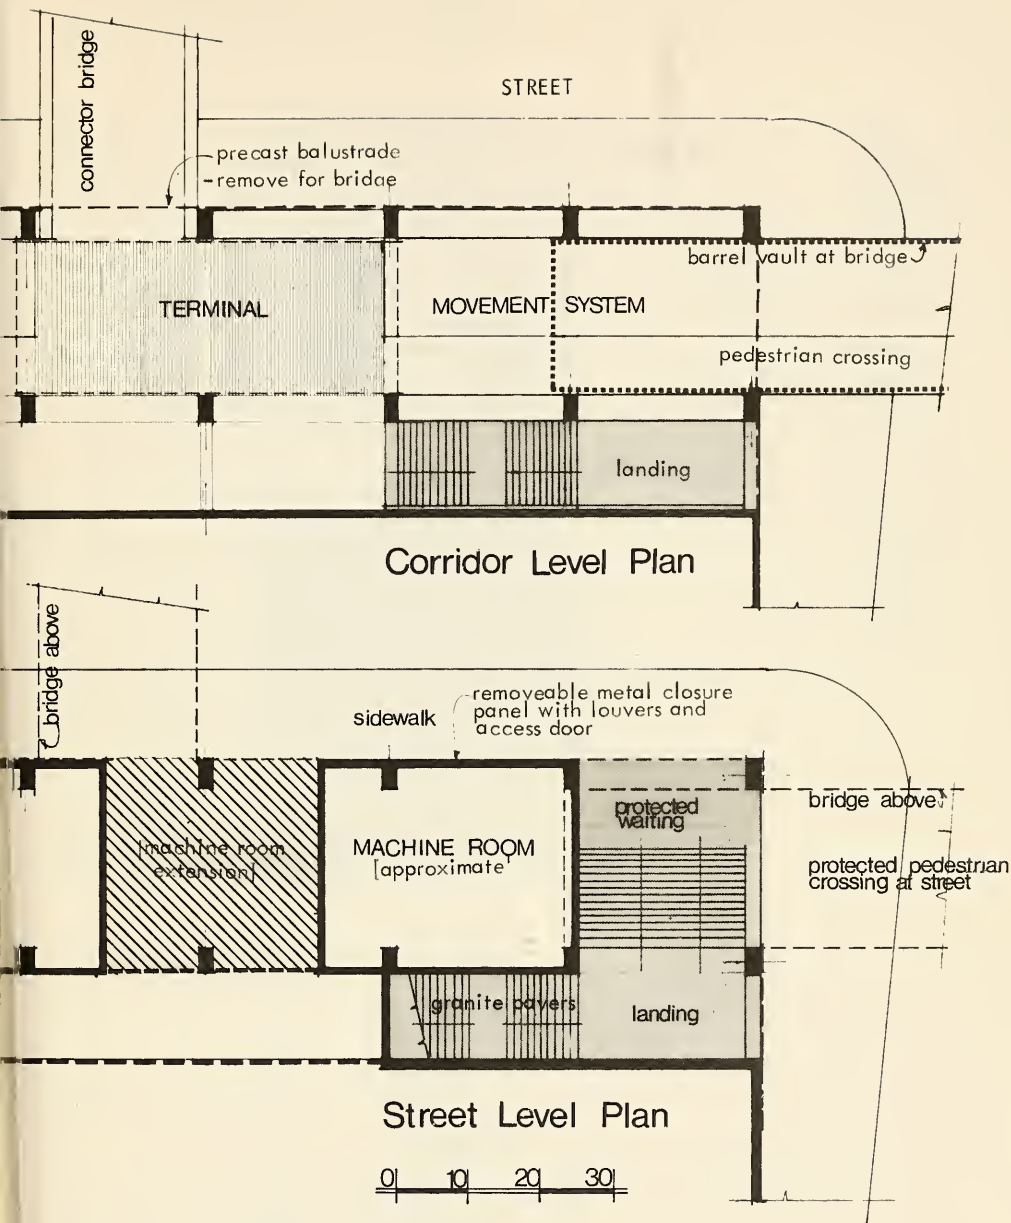 connector bridge
STREET
precast balustrade
-remove for bridge
barrel vault at bridge
TERMINAL
MOVEMENT SYSTEM
pedestrian crossing
landing
Corridor Level Plan
bridge above
sidewalk
removeable metal closure
panel with louvers and
access door
protected
waiting
bridge above
[machine room
extension]
MACHINE ROOM
[approximate
protected pedestrian
crossing at street
granite pavers
landing
Street Level Plan
0 10 20 30